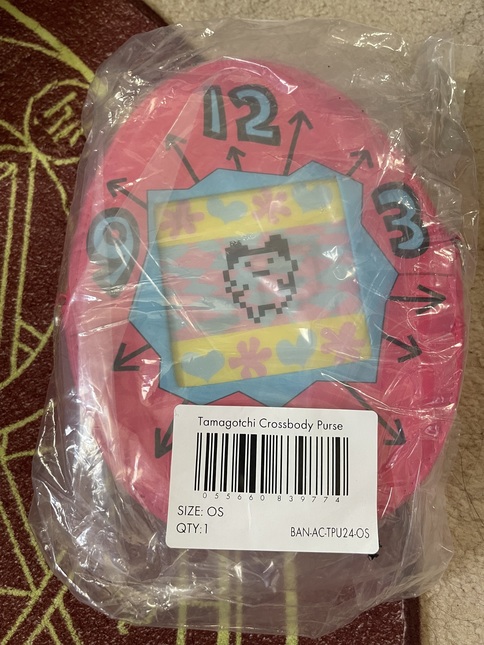 12
9 3
Tamagotchi Crossbody Purse
055660839774
SIZE: OS
QTY: 1 BAN-AC-TPU24-OS